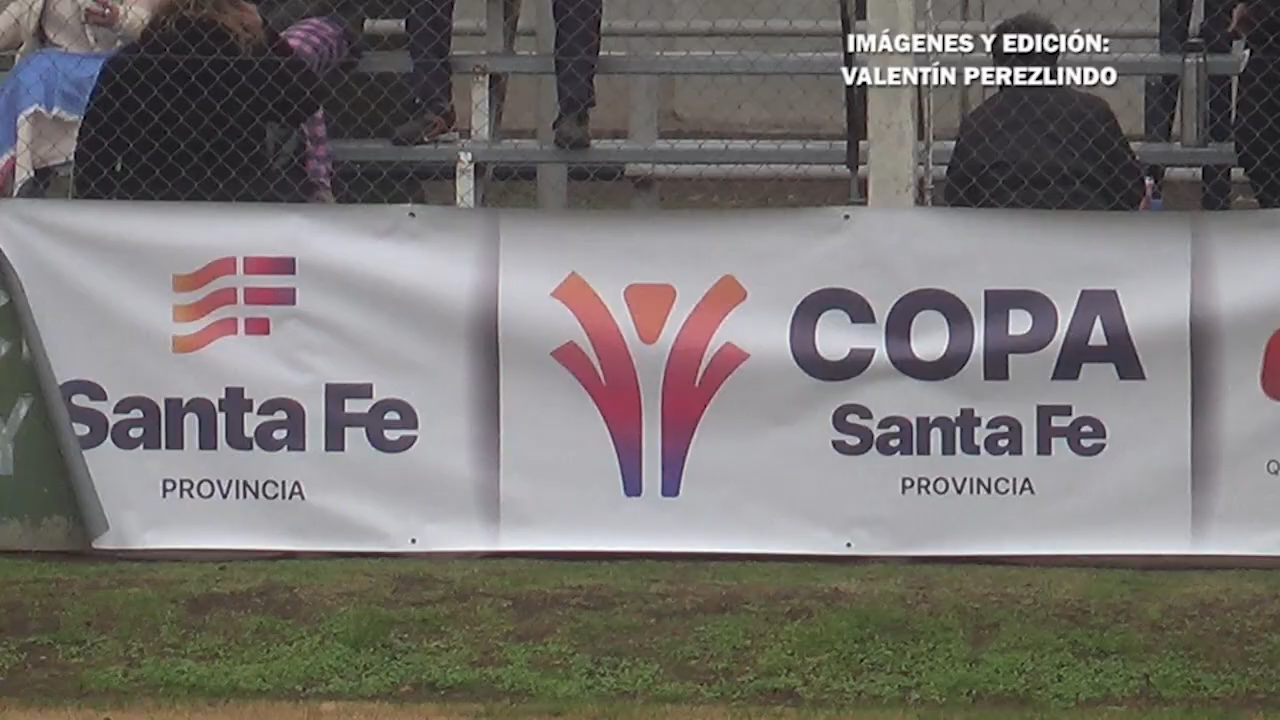 IMÁGENES Y EDICIÓN:
VALENTÍN PEREZLINDO
Santa Fe
PROVINCIA
COPA
Santa Fe
PROVINCIA